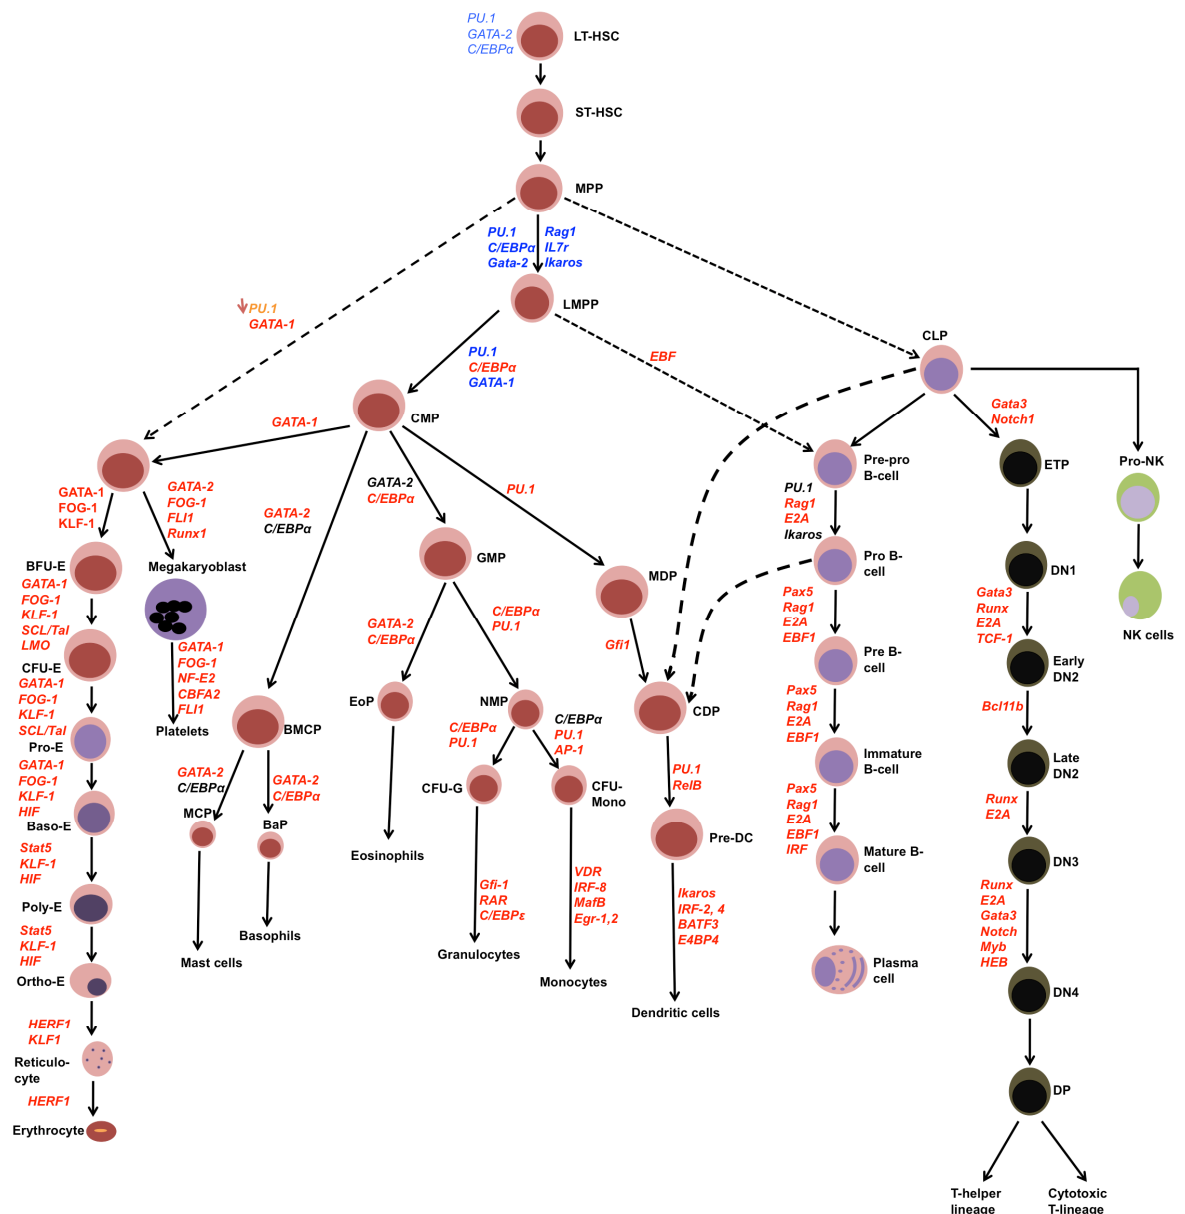 PU.1
GATA-2
C/EBPα
LT-HSC
ST-HSC
MPP
PU.1
C/EBPα
Gata-2
Rag1
IL7r
Ikaros
LMPP
PU.1
GATA-1
PU.1
C/EBPα
GATA-1
EBF
CLP
CMP
GATA-1
Gata3
Notch1
GATA-1
FOG-1
KLF-1
GATA-2
FOG-1
FLI1
Runx1
GATA-2
C/EBPα
GATA-2
C/EBPα
PU.1
Pre-pro
B-cell
ETP
Pro-NK
PU.1
Rag1
E2A
Ikaros
BFU-E
Megakaryoblast
GMP
MDP
Pro B-
cell
DN1
NK cells
GATA-1
FOG-1
KLF-1
SCL/Tal
LMO
GATA-2
C/EBPα
C/EBPα
PU.1
Gfi1
Pax5
Rag1
E2A
EBF1
Gata3
Runx
E2A
TCF-1
CFU-E
GATA-1
FOG-1
NF-E2
CBFA2
FLI1
Platelets
GATA-1
FOG-1
KLF-1
SCL/Tal
Pro-E
BMCP
EoP
NMP
CDP
Pre B-
cell
Early
DN2
C/EBPα
PU.1
C/EBPα
PU.1
AP-1
Pax5
Rag1
E2A
EBF1
Bcl11b
GATA-1
FOG-1
KLF-1
HIF
Baso-E
GATA-2
C/EBPα
GATA-2
C/EBPα
MCP
BaP
CFU-G
CFU-
Mono
PU.1
RelB
Pre-DC
Immature
B-cell
Late
DN2
Pax5
Rag1
E2A
EBF1
IRF
Runx
E2A
Mature B-
cell
DN3
Stat5
KLF-1
HIF
Poly-E
Eosinophils
Gfi-1
RAR
C/EBPε
VDR
IRF-8
MafB
Egr-1,2
Ikaros
IRF-2, 4
BATF3
E4BP4
Runx
E2A
Gata3
Notch
Myb
HEB
Stat5
KLF-1
HIF
Ortho-E
Mast cells
Basophils
Granulocytes
Monocytes
Dendritic cells
Plasma
cell
DN4
HERF1
KLF1
Reticulo-
cyte
HERF1
Erythrocyte
DP
T-helper
lineage
Cytotoxic
T-lineage